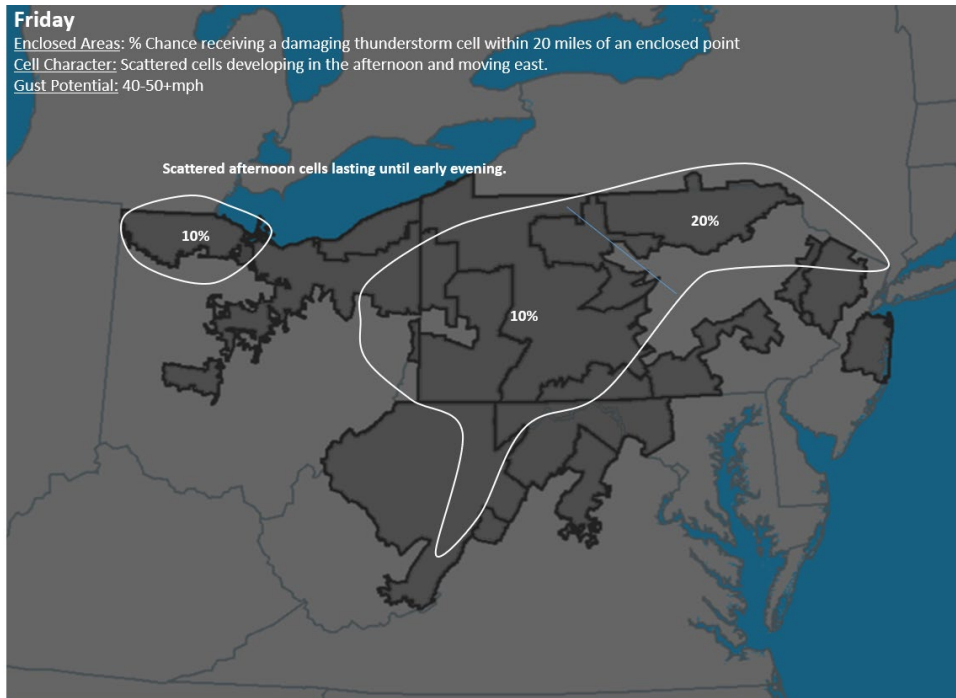 Friday
Enclosed Areas: % Chance receiving a damaging thunderstorm cell within 20 miles of an enclosed point
Cell Character: Scattered cells developing in the afternoon and moving east.
Gust Potential: 40-50+mph
Scattered afternoon cells lasting until early evening.
20%
10%
10%